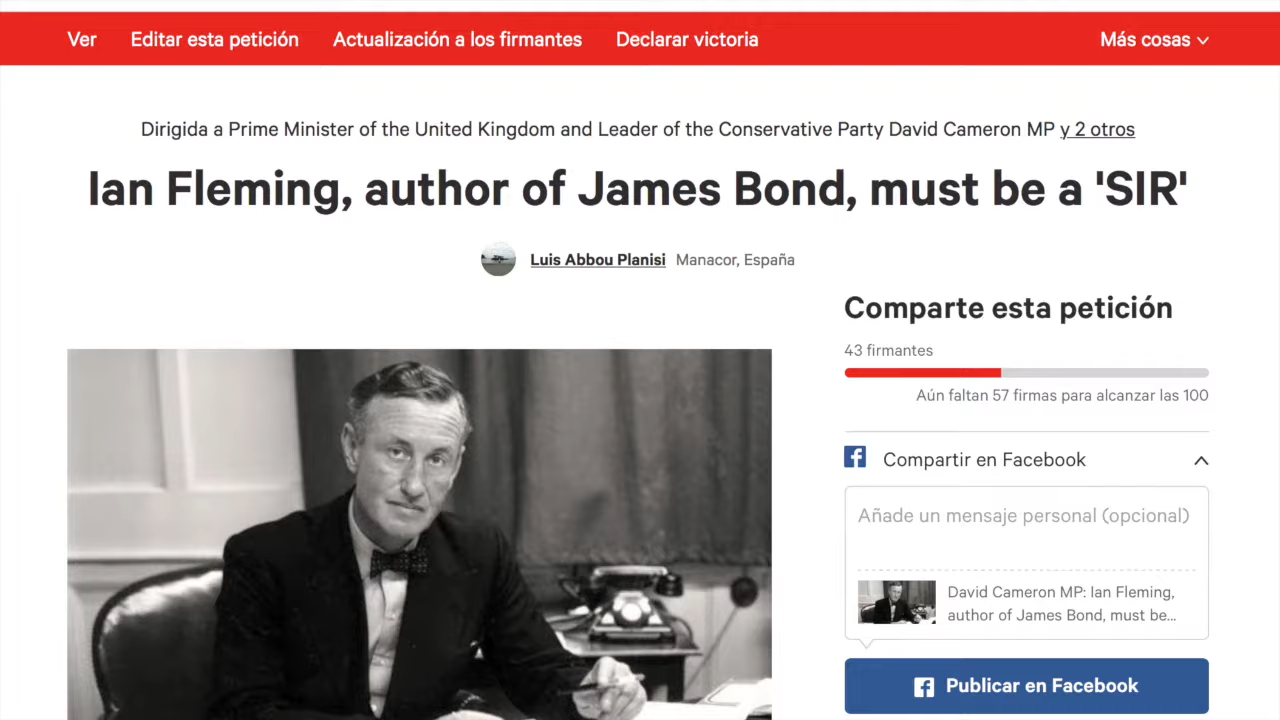 Ver Editar esta petición Actualización a los firmantes Declarar victoria Más cosas
Dirigida a Prime Minister of the United Kingdom and Leader of the Conservative Party David Cameron MP y 2 otros
Ian Fleming, author of James Bond, must be a 'SIR'
Luis Abbou Planisi Manacor, España
Comparte esta petición
43 firmantes
Aún faltan 57 firmas para alcanzar las 100
Compartir en Facebook
Añade un mensaje personal (opcional)
David Cameron MP: Ian Fleming,
author of James Bond, must be...
Publicar en Facebook